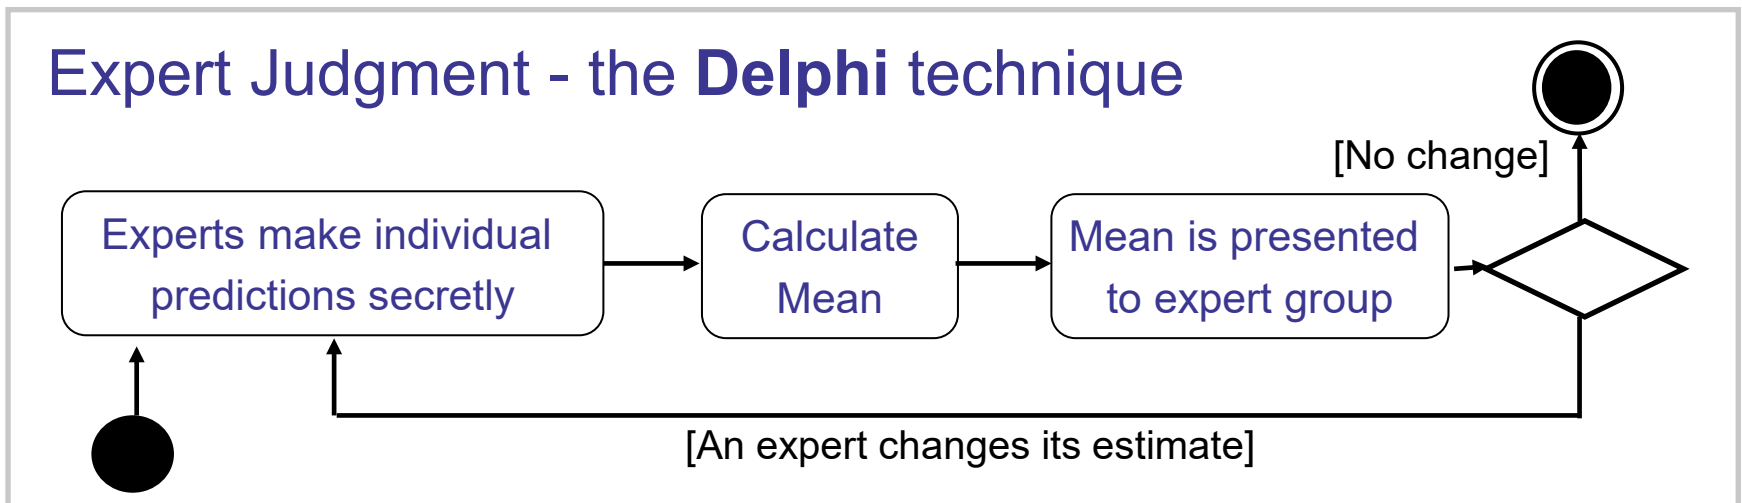 Expert Judgment - the Delphi technique
[No change]
Experts make individual
predictions secretly
Calculate
Mean
Mean is presented
to expert group
[An expert changes its estimate]